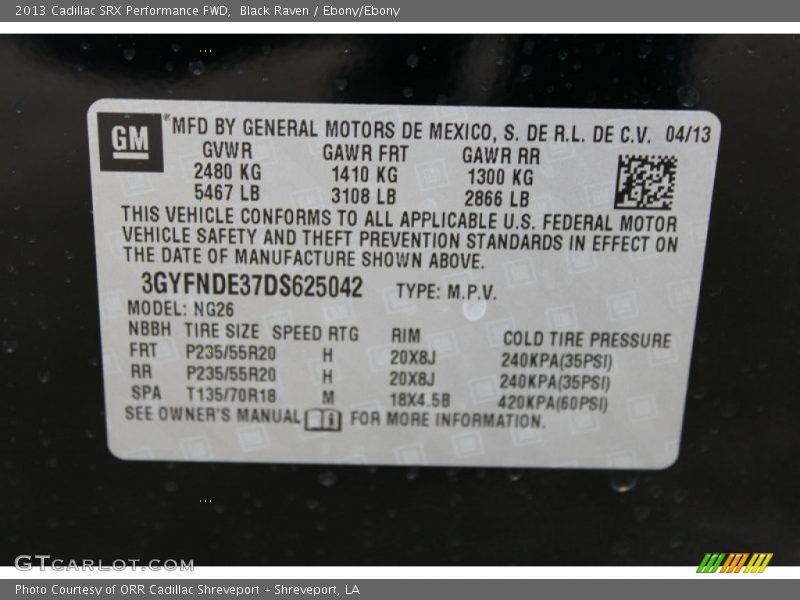 2013 Cadillac SRX Performance FWD, Black Raven / Ebony/Ebony
GM ® MFD BY GENERAL MOTORS DE MEXICO, S. DE R.L. DE C.V. 04/13
GVWR GAWR FRT GAWR RR
2480 KG 1410 KG 1300 KG
5467 LB 3108 LB 2866 LB
THIS VEHICLE CONFORMS TO ALL APPLICABLE U.S. FEDERAL MOTOR
VEHICLE SAFETY AND THEFT PREVENTION STANDARDS IN EFFECT ON
THE DATE OF MANUFACTURE SHOWN ABOVE.
3GYFNDE37DS625042 TYPE: M.P.V.
MODEL: NG26
NBBH TIRE SIZE SPEED RTG RIM COLD TIRE PRESSURE
FRT P235/55R20 H 20X8J 240KPA(35PSI)
RR P235/55R20 H 20X8J 240KPA(35PSI)
SPA T135/70R18 M 18X4.5B 420KPA(60PSI)
SEE OWNER'S MANUAL FOR MORE INFORMATION.
GTCARLOT.COM
Photo Courtesy of ORR Cadillac Shreveport - Shreveport, LA